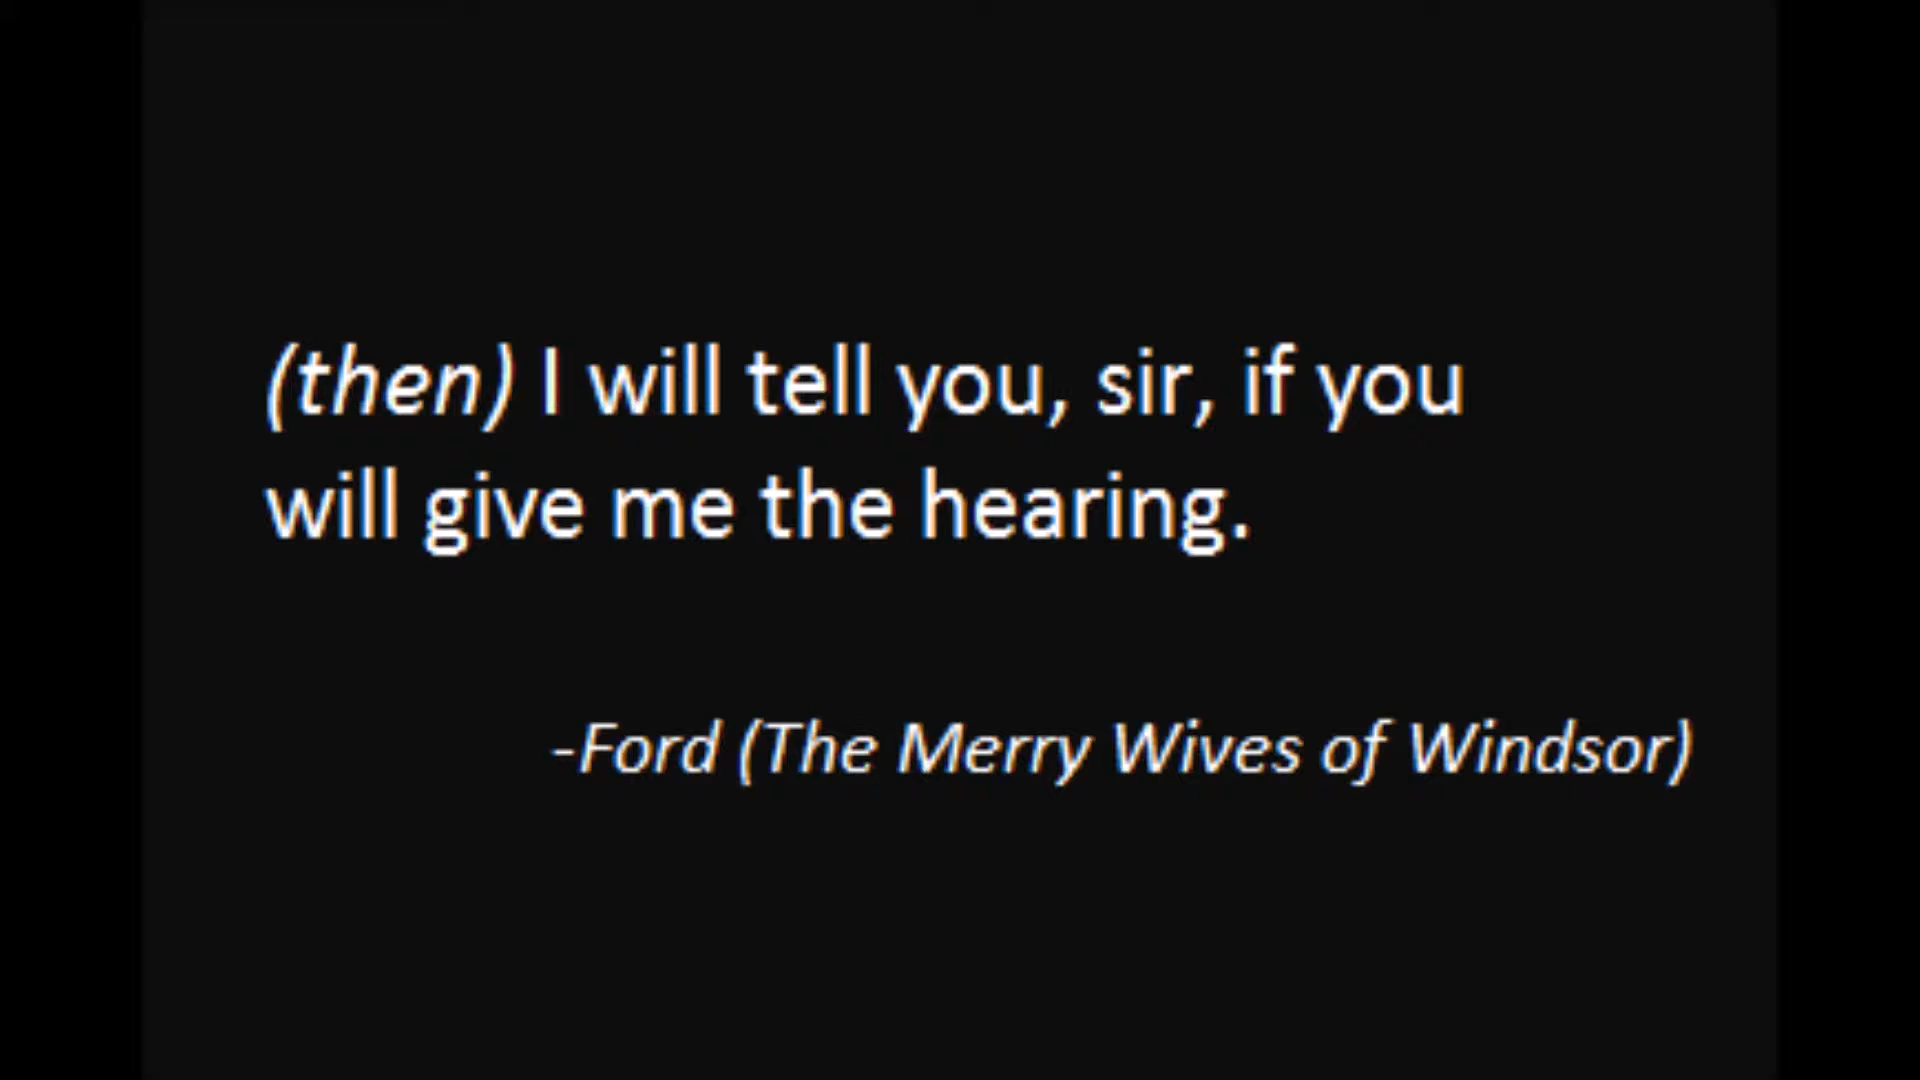 (then) I will tell you, sir, if you
will give me the hearing.
-Ford (The Merry Wives of Windsor)